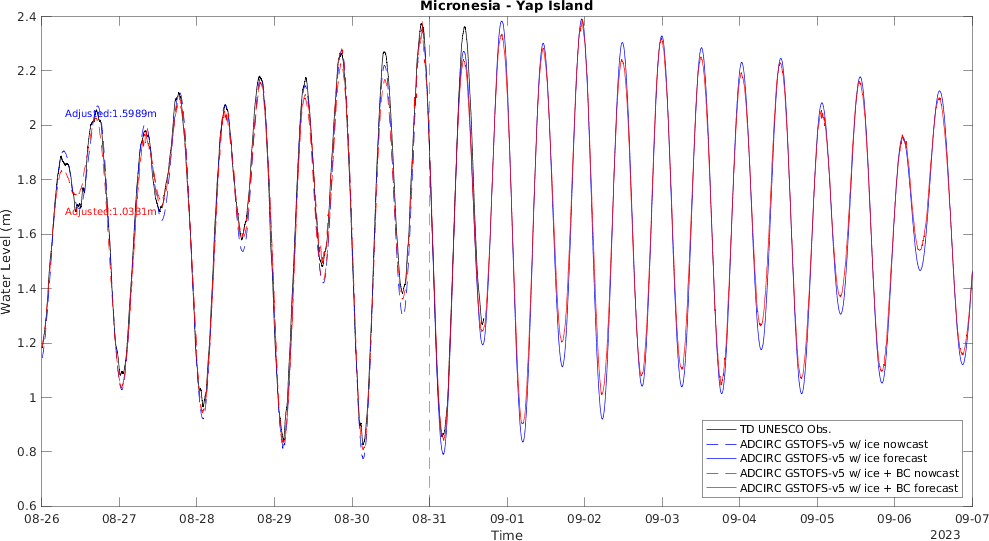 Micronesia - Yap Island
2.4
2.2
2
1.8
1.6
1.4
1.2
1
0.8
0.6
Water Level (m)
Adjusted:1.5989m
Adjusted:1.0331m
TD UNESCO Obs.
ADCIRC GSTOFS-v5 w/ ice nowcast
ADCIRC GSTOFS-v5 w/ ice forecast
ADCIRC GSTOFS-v5 w/ ice + BC nowcast
ADCIRC GSTOFS-v5 w/ ice + BC forecast
08-26 08-27 08-28 08-29 08-30 08-31 09-01 09-02 09-03 09-04 09-05 09-06 09-07
Time
2023